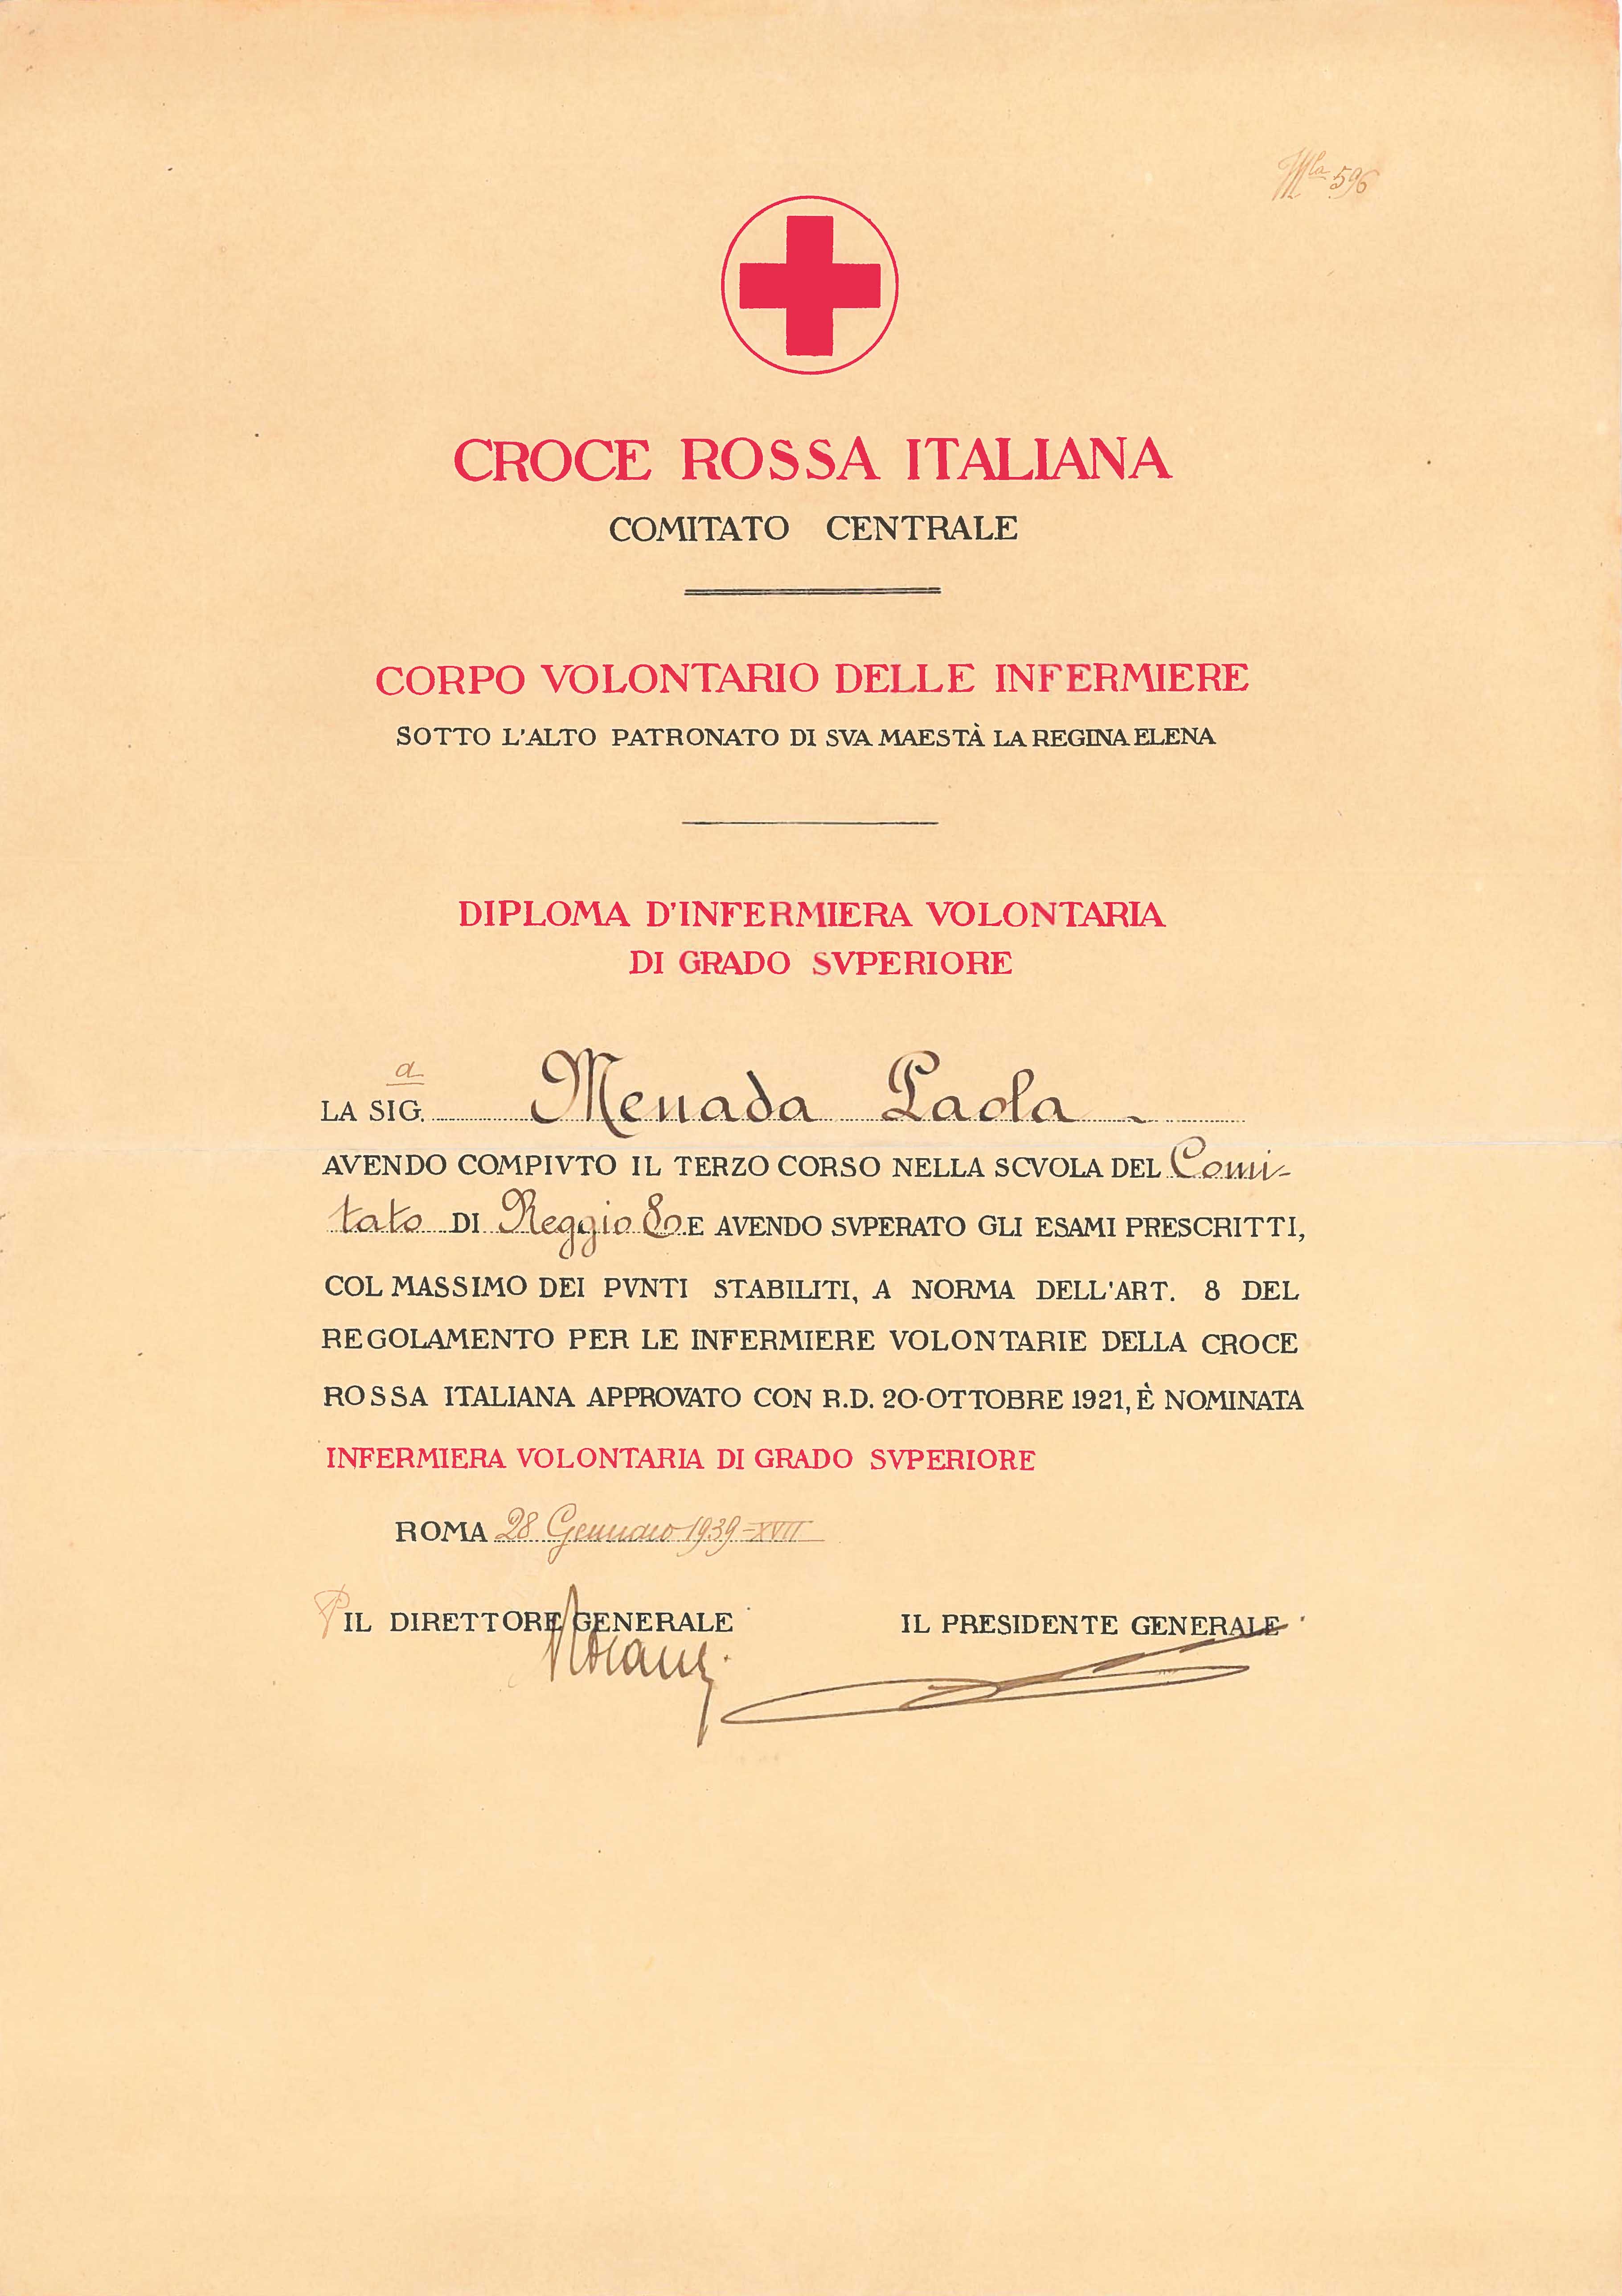 Mla 596
CROCE ROSSA ITALIANA
COMITATO CENTRALE
CORPO VOLONTARIO DELLE INFERMIERE
SOTTO L'ALTO PATRONATO DI SVA MAESTÀ LA REGINA ELENA
DIPLOMA D'INFERMIERA VOLONTARIA
DI GRADO SVPERIORE
LA SIG.a Menada Paola
AVENDO COMPIVTO IL TERZO CORSO NELLA SCVOLA DEL Comi-
tato DI Reggio E. E AVENDO SVPERATO GLI ESAMI PRESCRITTI,
COL MASSIMO DEI PVNTI STABILITI, A NORMA DELL'ART. 8 DEL
REGOLAMENTO PER LE INFERMIERE VOLONTARIE DELLA CROCE
ROSSA ITALIANA APPROVATO CON R.D. 20-OTTOBRE 1921, È NOMINATA
INFERMIERA VOLONTARIA DI GRADO SVPERIORE
ROMA 28 Gennaio 1939-XVII
P IL DIRETTORE GENERALE IL PRESIDENTE GENERALE